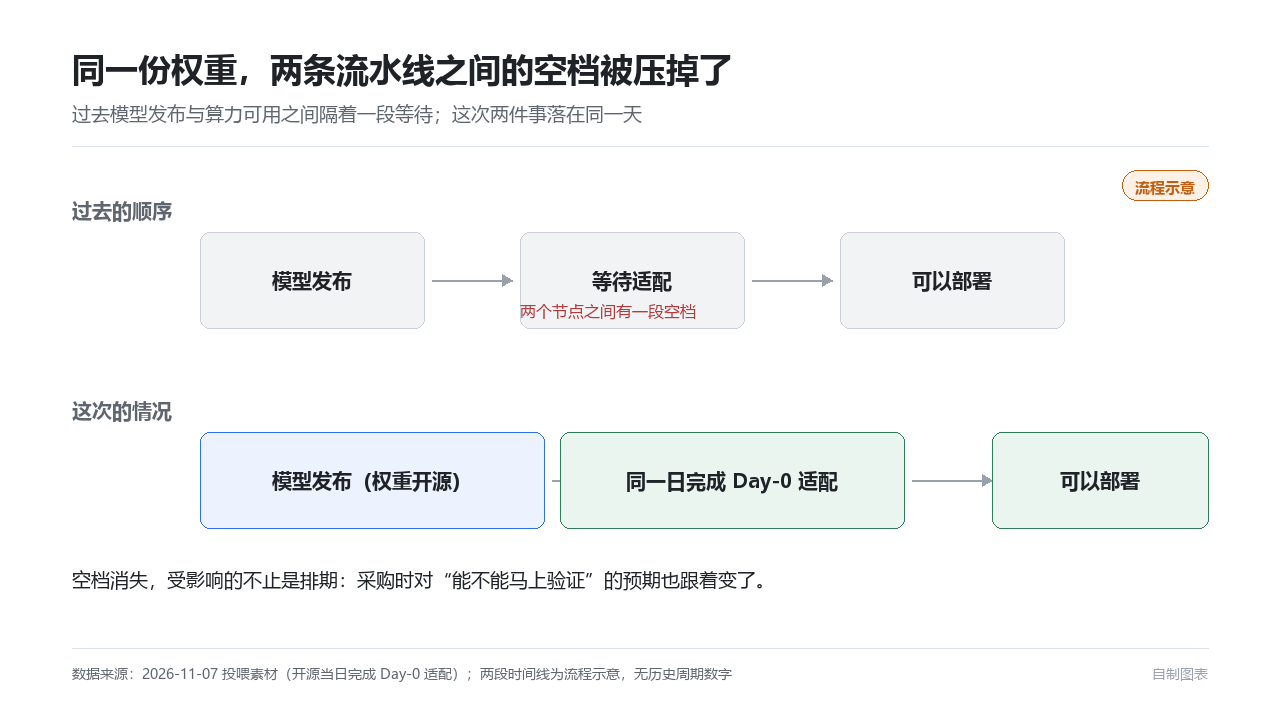 同一份权重，两条流水线之间的空档被压掉了
过去模型发布与算力可用之间隔着一段等待；这次两件事落在同一天
流程示意
过去的顺序
模型发布
等待适配
可以部署
两个节点之间有一段空档
这次的情况
模型发布（权重开源）
同一日完成 Day-0 适配
可以部署
空档消失，受影响的不止是排期：采购时对“能不能马上验证”的预期也跟着变了。
数据来源：2026-11-07 投喂素材（开源当日完成 Day-0 适配）；两段时间线为流程示意，无历史周期数字
自制图表